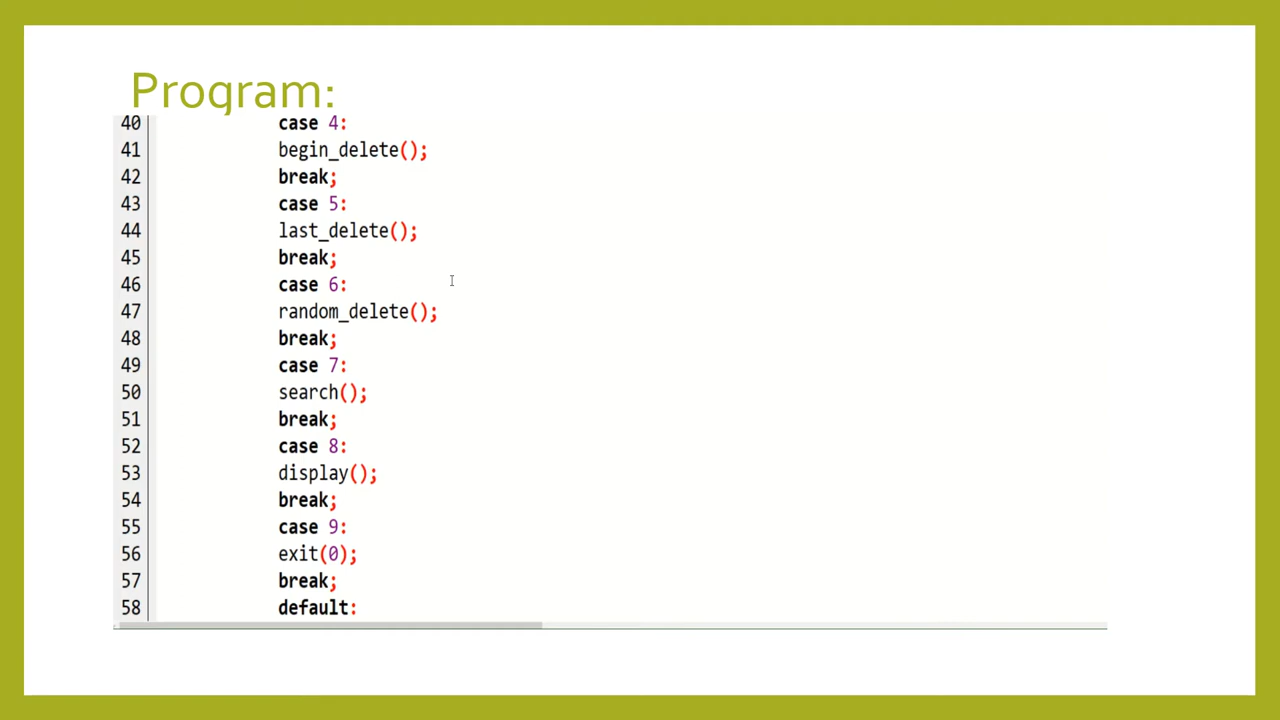 Program:
40 case 4:
41 begin_delete();
42 break;
43 case 5:
44 last_delete();
45 break;
46 case 6:
47 random_delete();
48 break;
49 case 7:
50 search();
51 break;
52 case 8:
53 display();
54 break;
55 case 9:
56 exit(0);
57 break;
58 default: